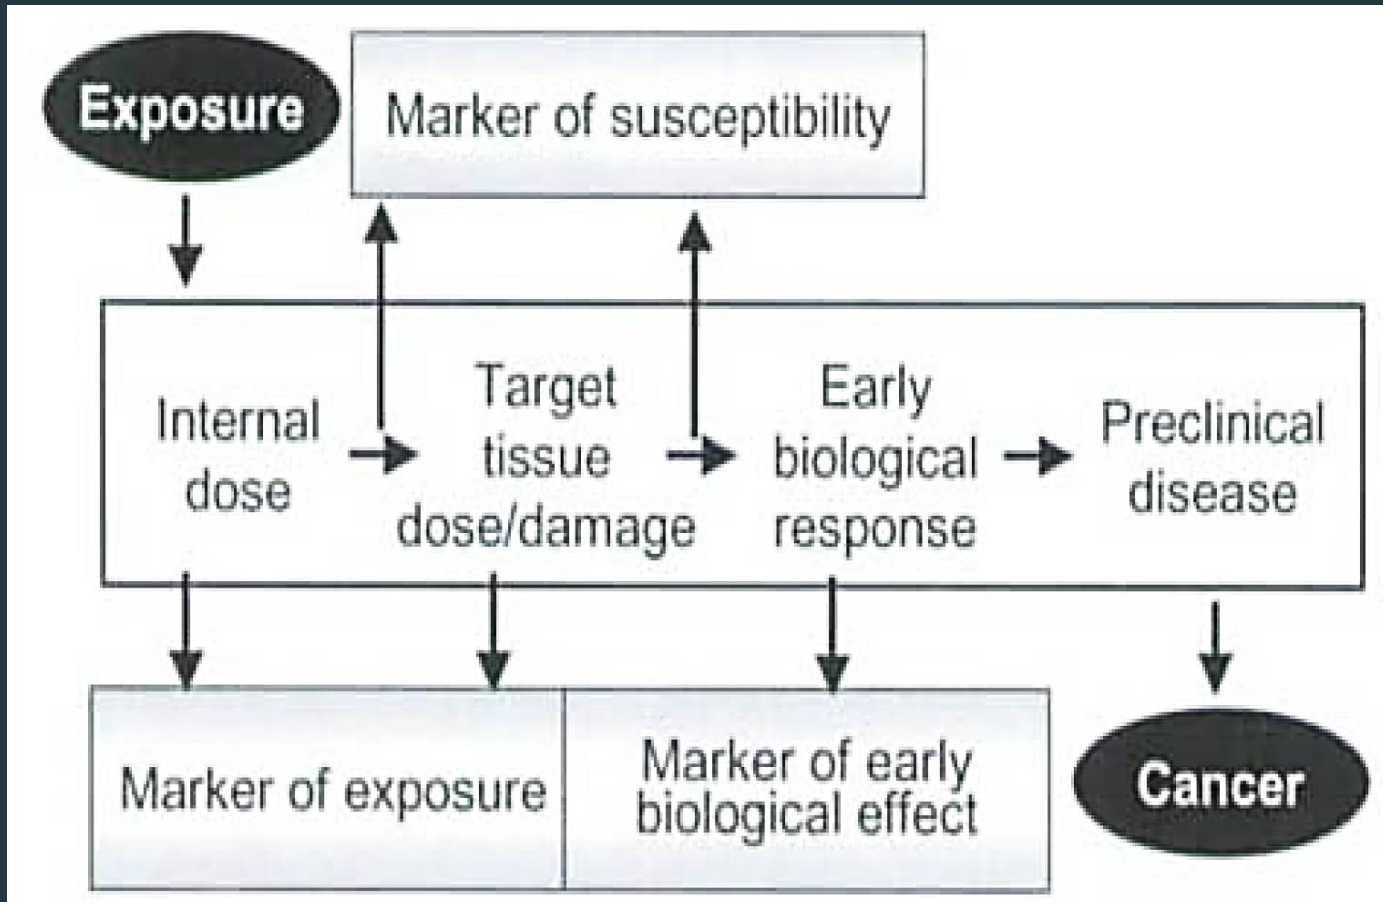 Exposure
Marker of susceptibility
Internal
dose
Target
tissue
dose/damage
Early
biological
response
Preclinical
disease
Marker of exposure
Marker of early
biological effect
Cancer